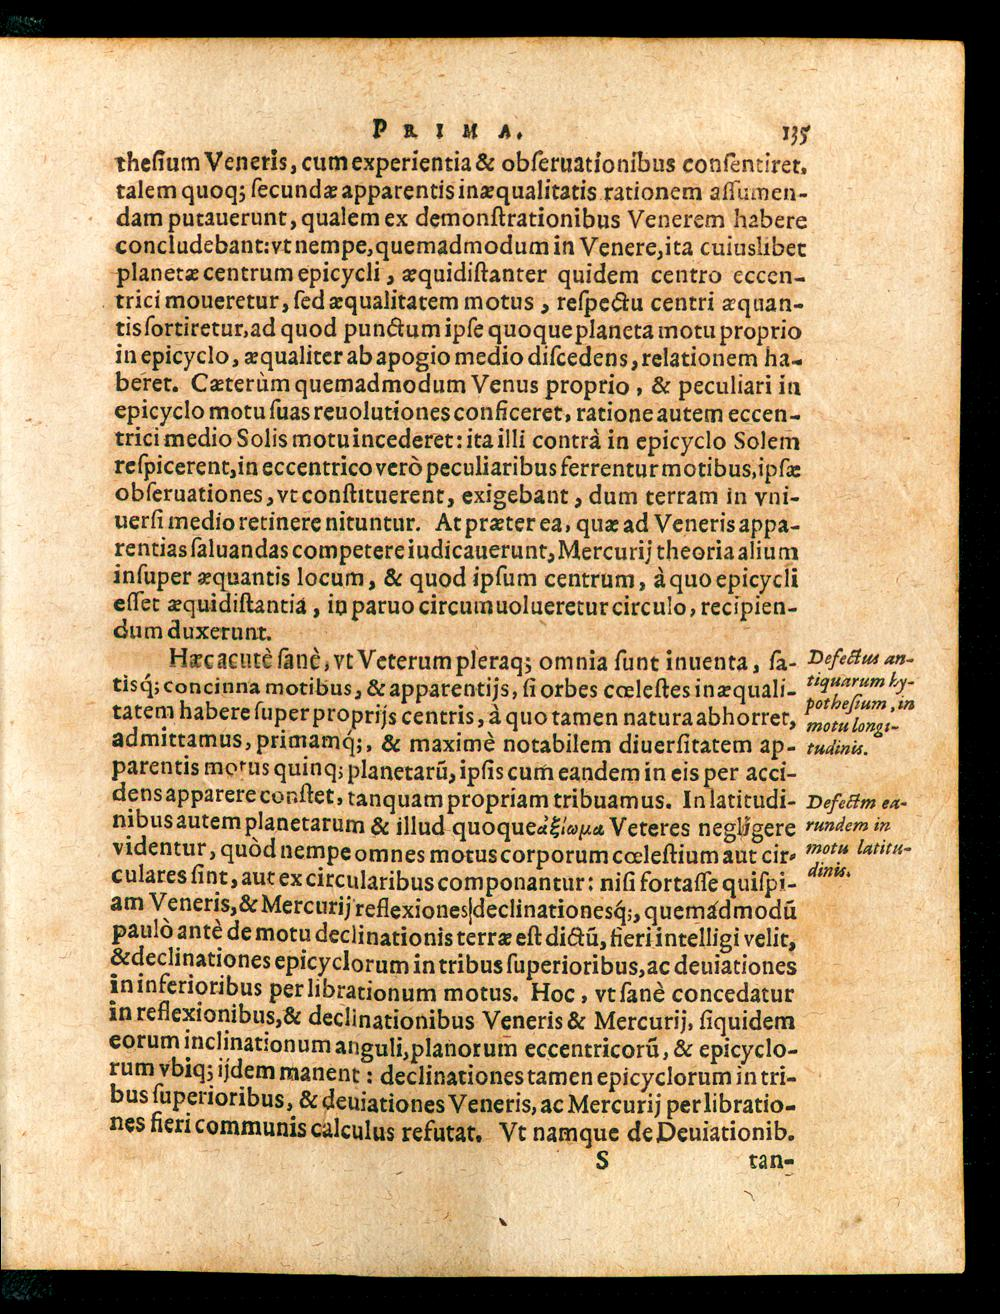 PRIMA. 135
theſium Veneris, cum experientia & obſeruationibus conſentiret.
talem quoq; ſecundæ apparentis inæqualitatis rationem aſſumen-
dam putauerunt, qualem ex demonſtrationibus Venerem habere
concludebant: vt nempe, quemadmodum in Venere, ita cuiuslibet
planetæ centrum epicycli, æquidiſtanter quidem centro eccen-
trici moueretur, ſed æqualitatem motus, reſpectu centri æquan-
tis ſortiretur, ad quod punctum ipſe quoque planeta motu proprio
in epicyclo, æqualiter ab apogio medio diſcedens, relationem ha-
beret. Cæterùm quemadmodum Venus proprio, & peculiari in
epicyclo motu ſuas reuolutiones conficeret, ratione autem eccen-
trici medio Solis motu incederet: ita illi contrà in epicyclo Solem
reſpicerent, in eccentrico verò peculiaribus ferrentur motibus, ipſæ
obſeruationes, vt conſtituerent, exigebant, dum terram in vni-
uerſi medio retinere nituntur. At præter ea, quæ ad Veneris appa-
rentias ſaluandas competere iudicauerunt, Mercurij theoria alium
inſuper æquantis locum, & quod ipſum centrum, à quo epicycli
eſſet æquidiſtantia, in paruo circumuolueretur circulo, recipien-
dum duxerunt.
Hæc acutè ſanè, vt Veterum pleraq; omnia ſunt inuenta, ſa-
tisq́; concinna motibus, & apparentijs, ſi orbes cœleſtes inæquali-
tatem habere ſuper proprijs centris, à quo tamen natura abhorret,
admittamus, primamq́;, & maximè notabilem diuerſitatem ap-
parentis motus quinq; planetarũ, ipſis cum eandem in eis per acci-
dens apparere conſtet, tanquam propriam tribuamus. In latitudi-
nibus autem planetarum & illud quoque ἀξίωμα Veteres negligere
videntur, quòd nempe omnes motus corporum cœleſtium aut cir-
culares ſint, aut ex circularibus componantur: niſi fortaſſe quiſpi-
am Veneris, & Mercurij reflexiones declinationesq́;, quemadmodũ
paulò antè de motu declinationis terræ eſt dictũ, fieri intelligi velit,
& declinationes epicyclorum in tribus ſuperioribus, ac deuiationes
in inferioribus per librationum motus. Hoc, vt ſanè concedatur
in reflexionibus, & declinationibus Veneris & Mercurij, ſiquidem
eorum inclinationum anguli, planorum eccentricorũ, & epicyclo-
rum vbiq; ijdem manent: declinationes tamen epicyclorum in tri-
bus ſuperioribus, & deuiationes Veneris, ac Mercurij per libratio-
nes fieri communis calculus refutat. Vt namque de Deuiationib.
S tan-
Defectus an-
tiquarum hy-
potheſium, in
motu longi-
tudinis.
Defectm ea-
rundem in
motu latitu-
dinis.